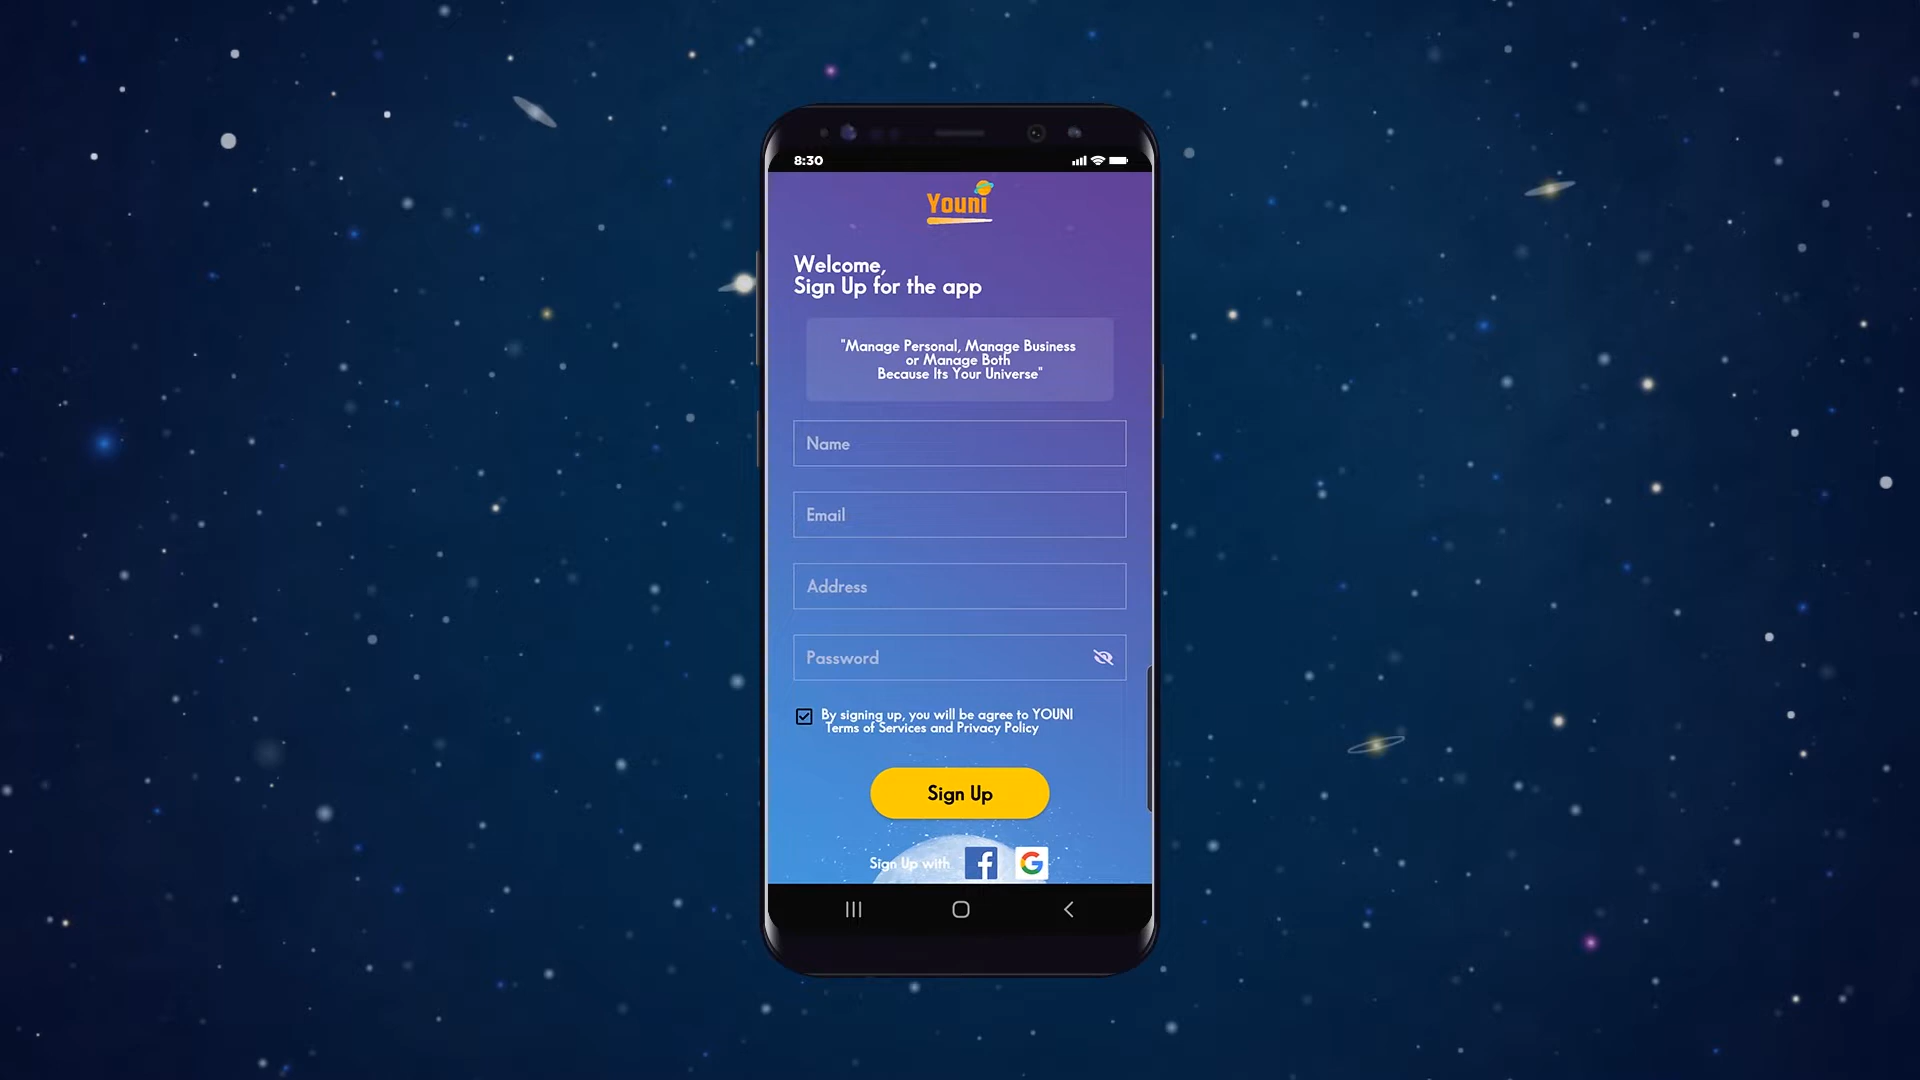 8:30
Youni
Welcome,
Sign Up for the app
"Manage Personal, Manage Business
or Manage Both
Because Its Your Universe"
Name
Email
Address
Password
By signing up, you will be agree to YOUNI
Terms of Services and Privacy Policy
Sign Up
Sign Up with